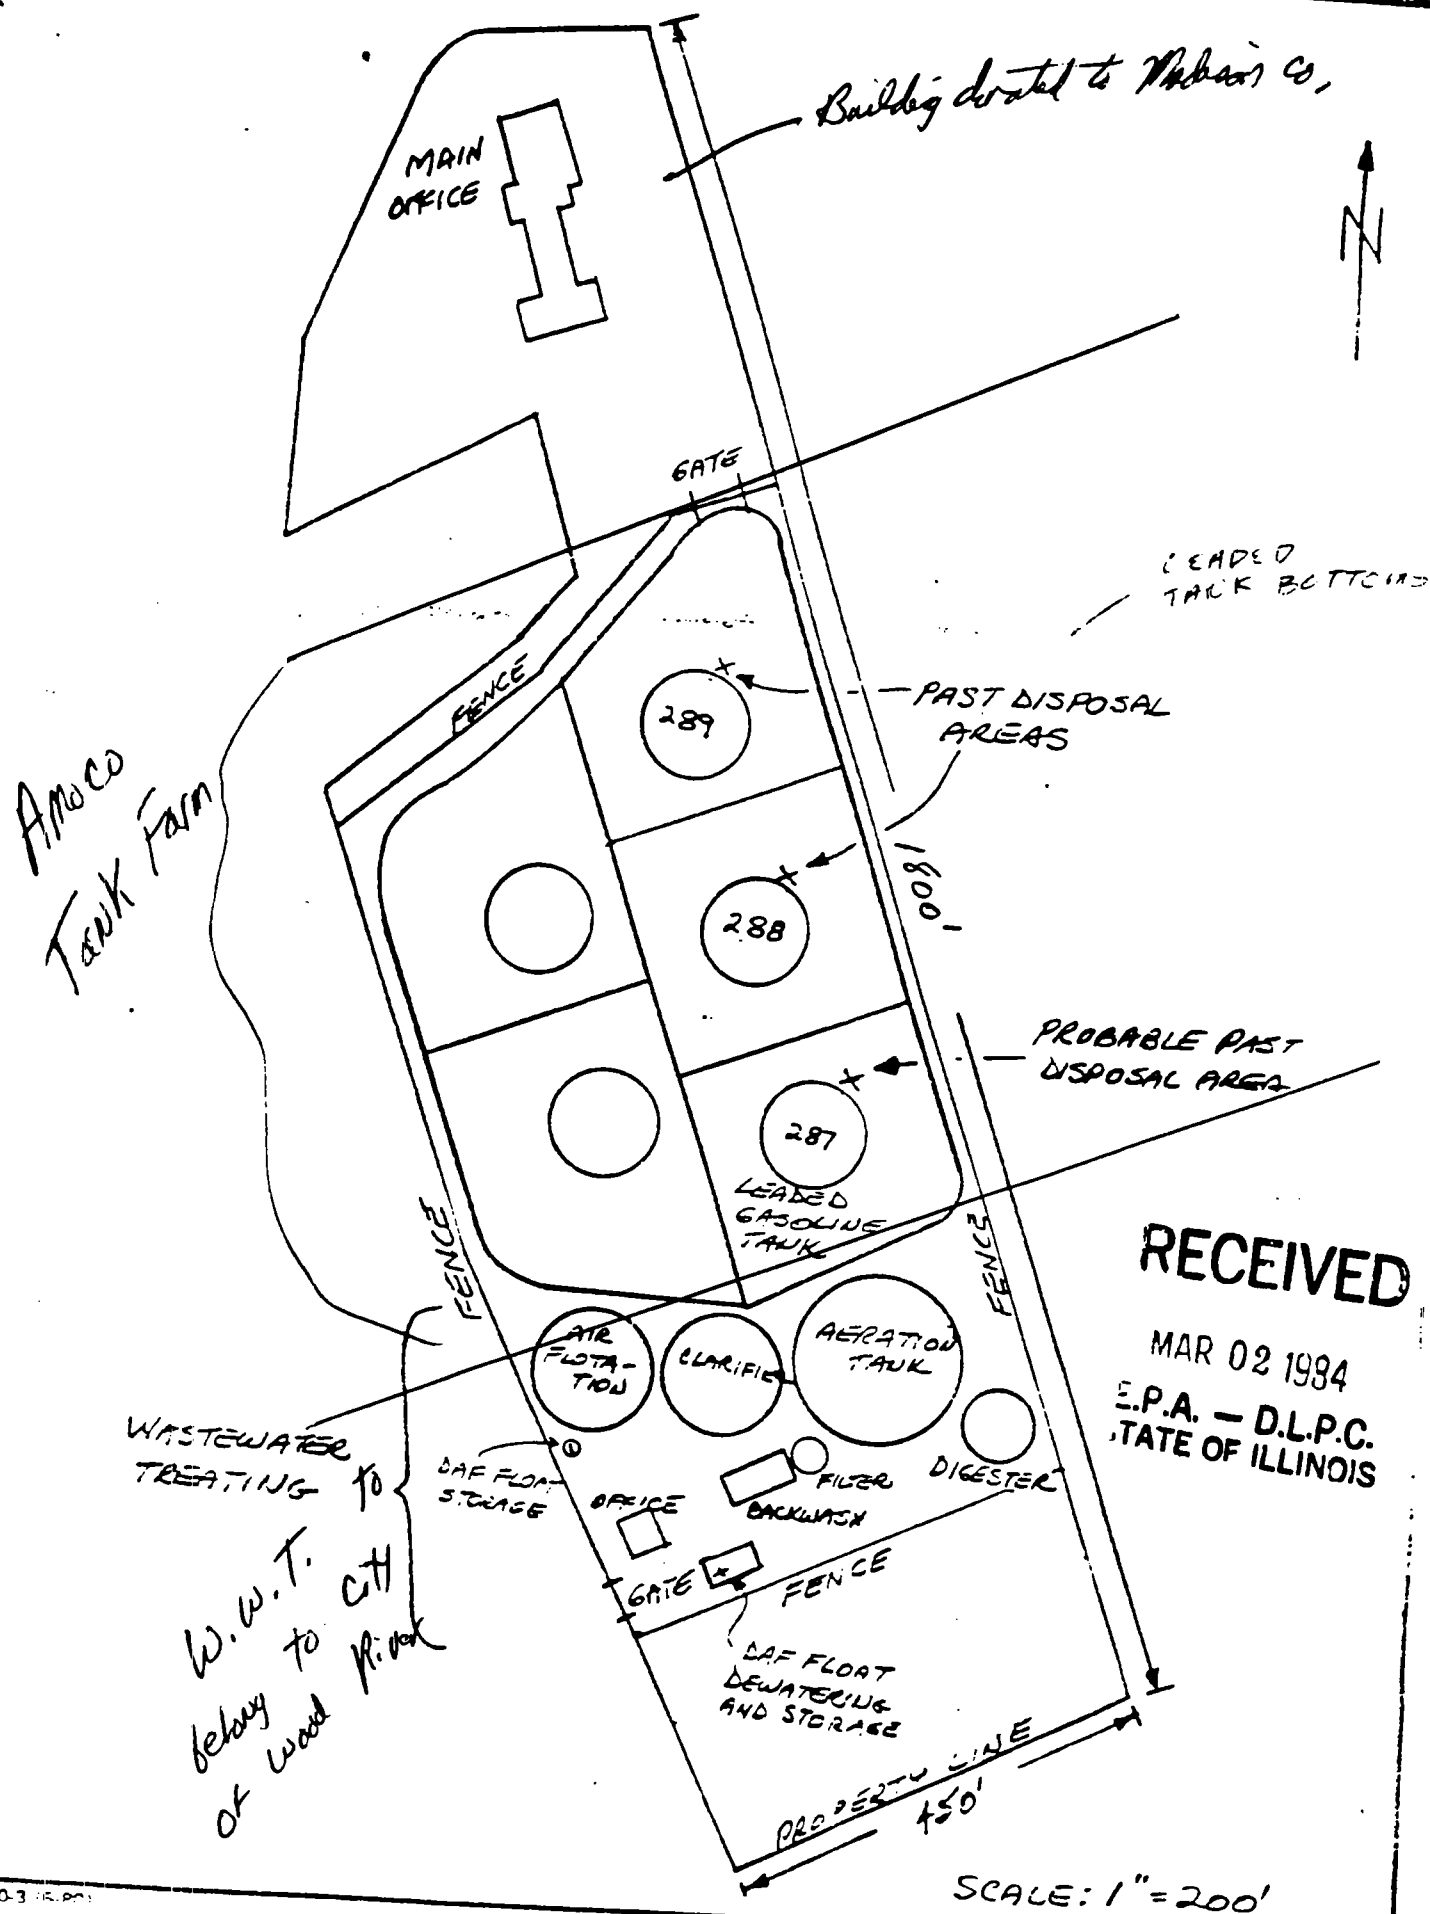 Building donated to Madison Co,
MAIN
OFFICE
N
GATE
LEADED
TANK BOTTOMS
FENCE
289
PAST DISPOSAL
AREAS
Amoco
Tank Farm
1800'
288
PROBABLE PAST
DISPOSAL AREA
287
LEADED
GASOLINE
TANK
FENCE
FENCE
RECEIVED
MAR 02 1984
E.P.A. — D.L.P.C.
STATE OF ILLINOIS
AIR
FLOTA-
TION
CLARIFIE
AERATION
TANK
WASTEWATER
TREATING
DAF FLOAT
STORAGE
OFFICE
FILTER
BACKWASH
DIGESTER
GATE
FENCE
W.W.T. to
belong to City
of Wood River
DAF FLOAT
DEWATERING
AND STORAGE
PROPERTY LINE
450'
SCALE: 1" = 200'